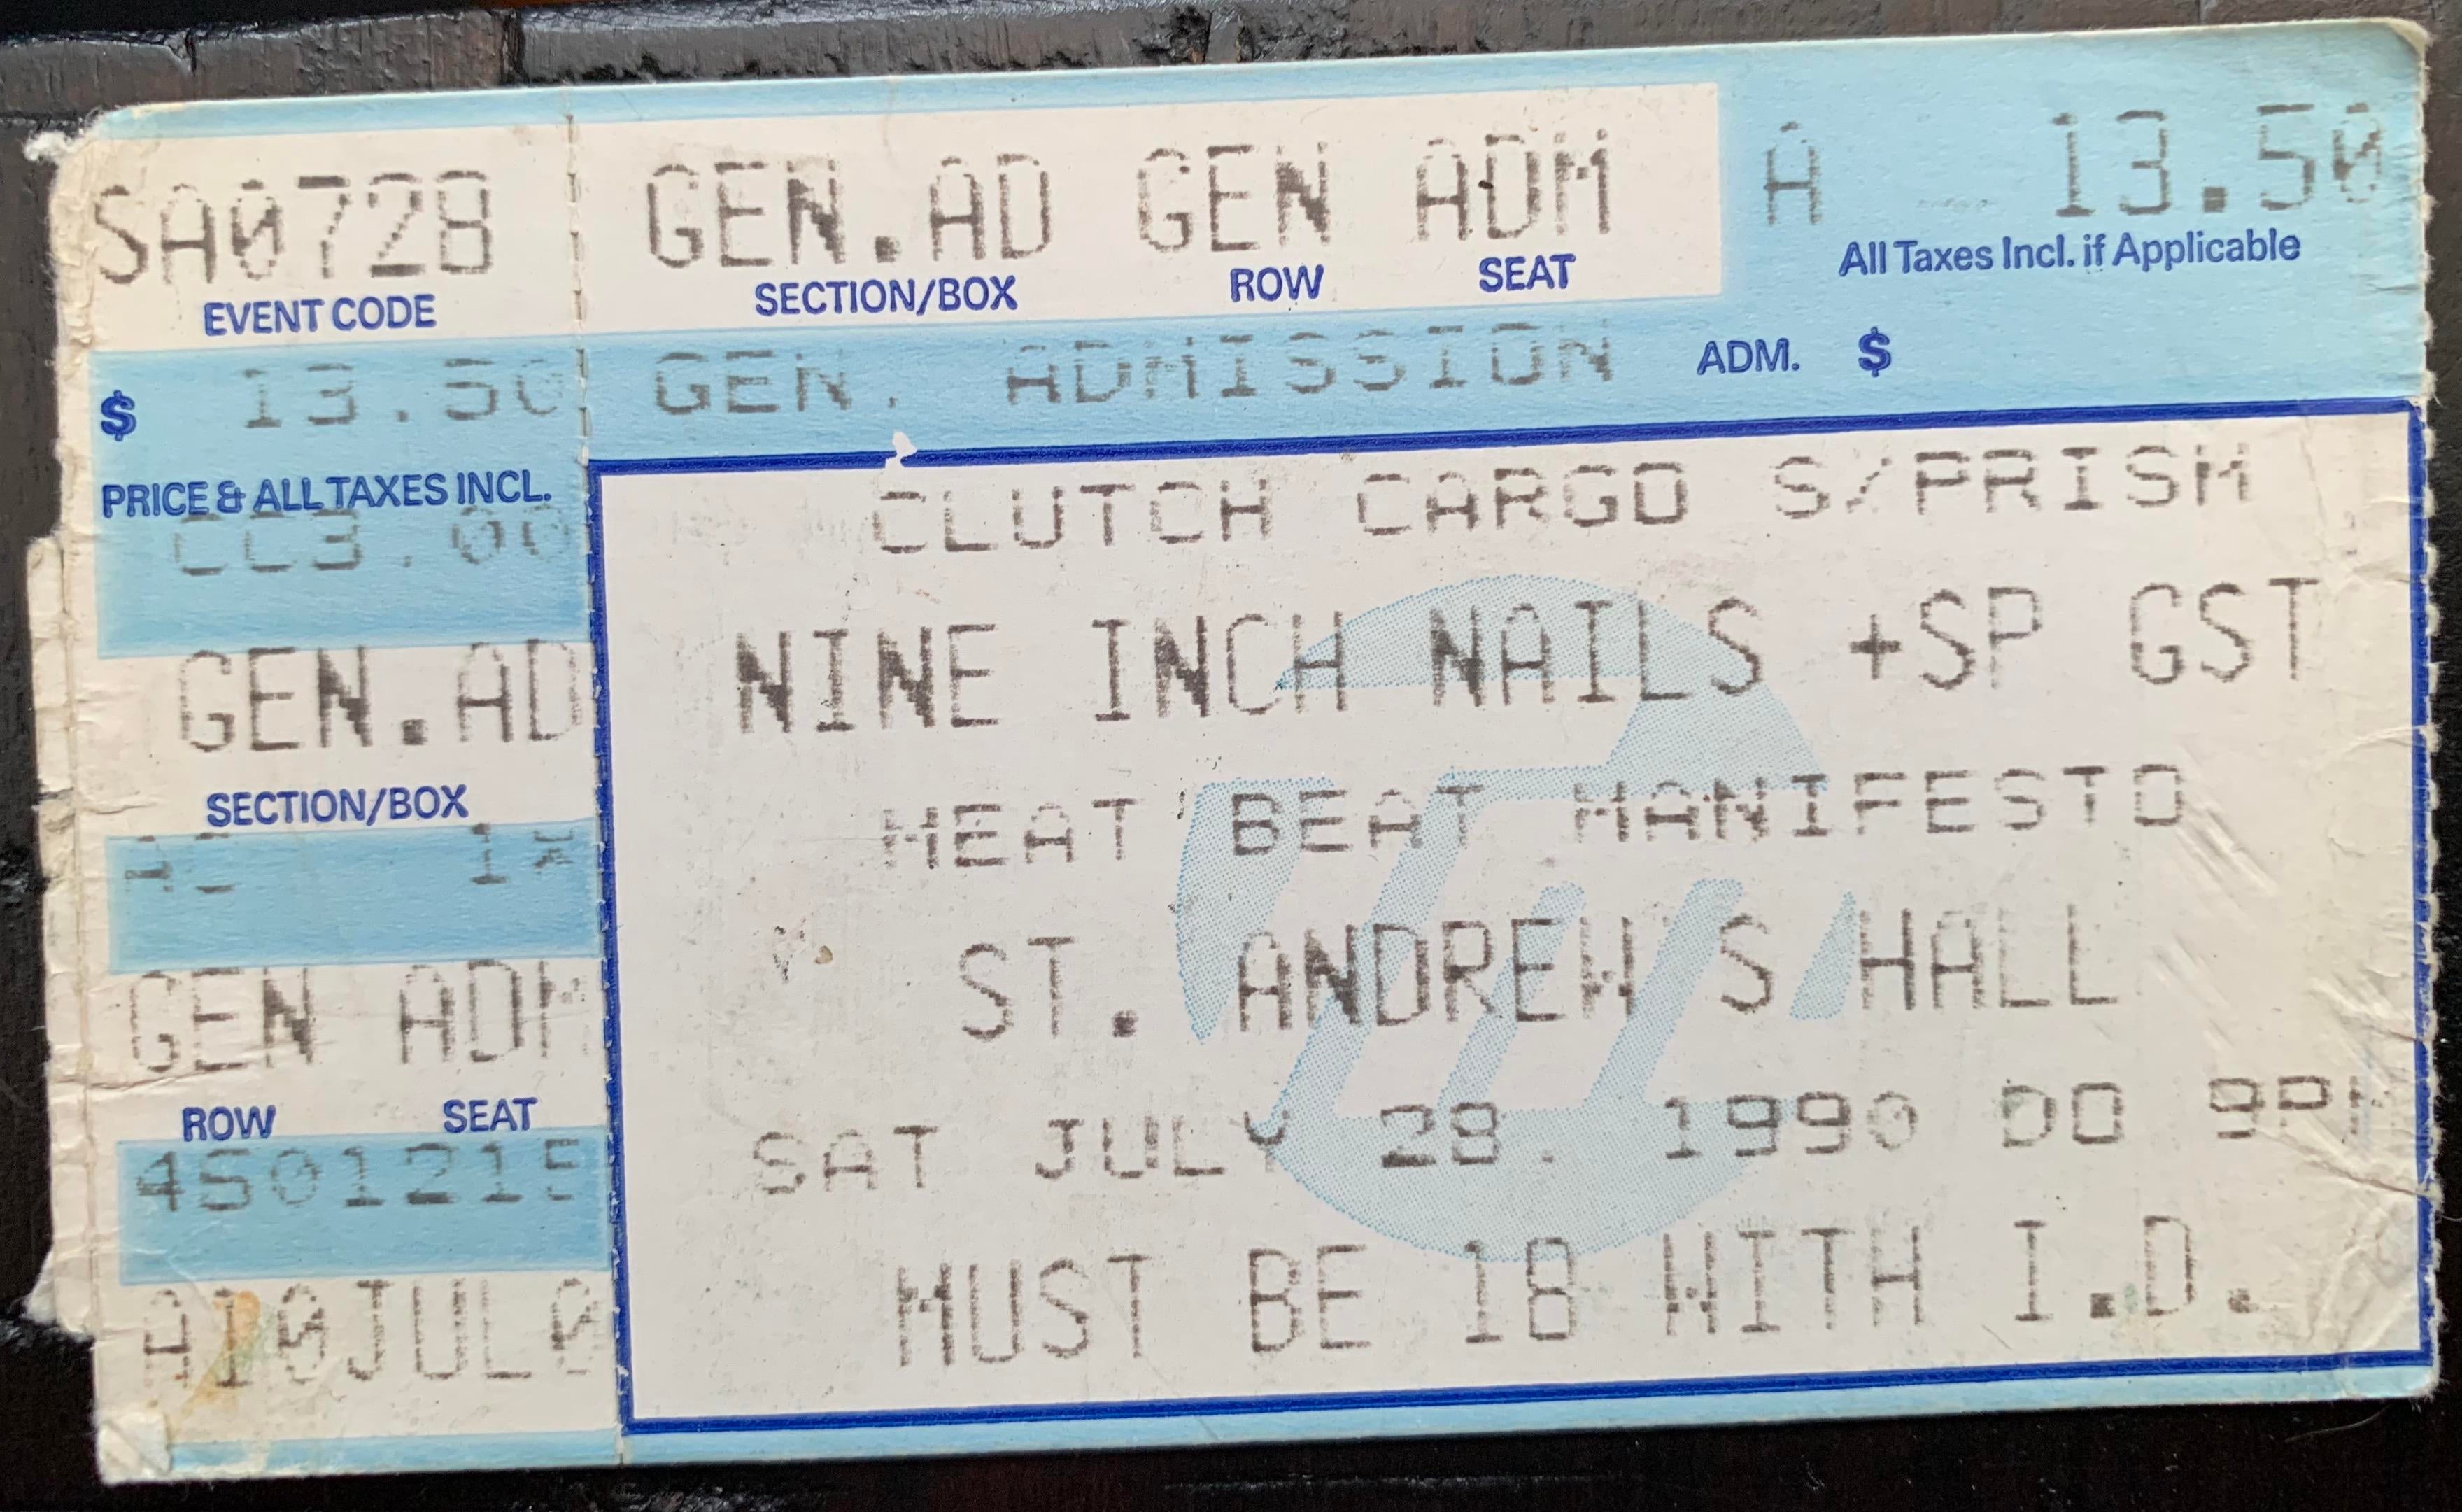 SA0728
EVENT CODE
$ 13.50
PRICE & ALL TAXES INCL.
CC3.00
GEN.AD
SECTION/BOX
1×
GEN ADM
ROW SEAT
4S01215
A10JUL0
GEN.AD GEN ADM A 13.50
SECTION/BOX ROW SEAT All Taxes Incl. if Applicable
GEN. ADMISSION ADM. $
CLUTCH CARGO S/PRISM
NINE INCH NAILS +SP GST
MEAT BEAT MANIFESTO
ST. ANDREW'S HALL
SAT JULY 28, 1990 DO 9PM
MUST BE 18 WITH I.D.